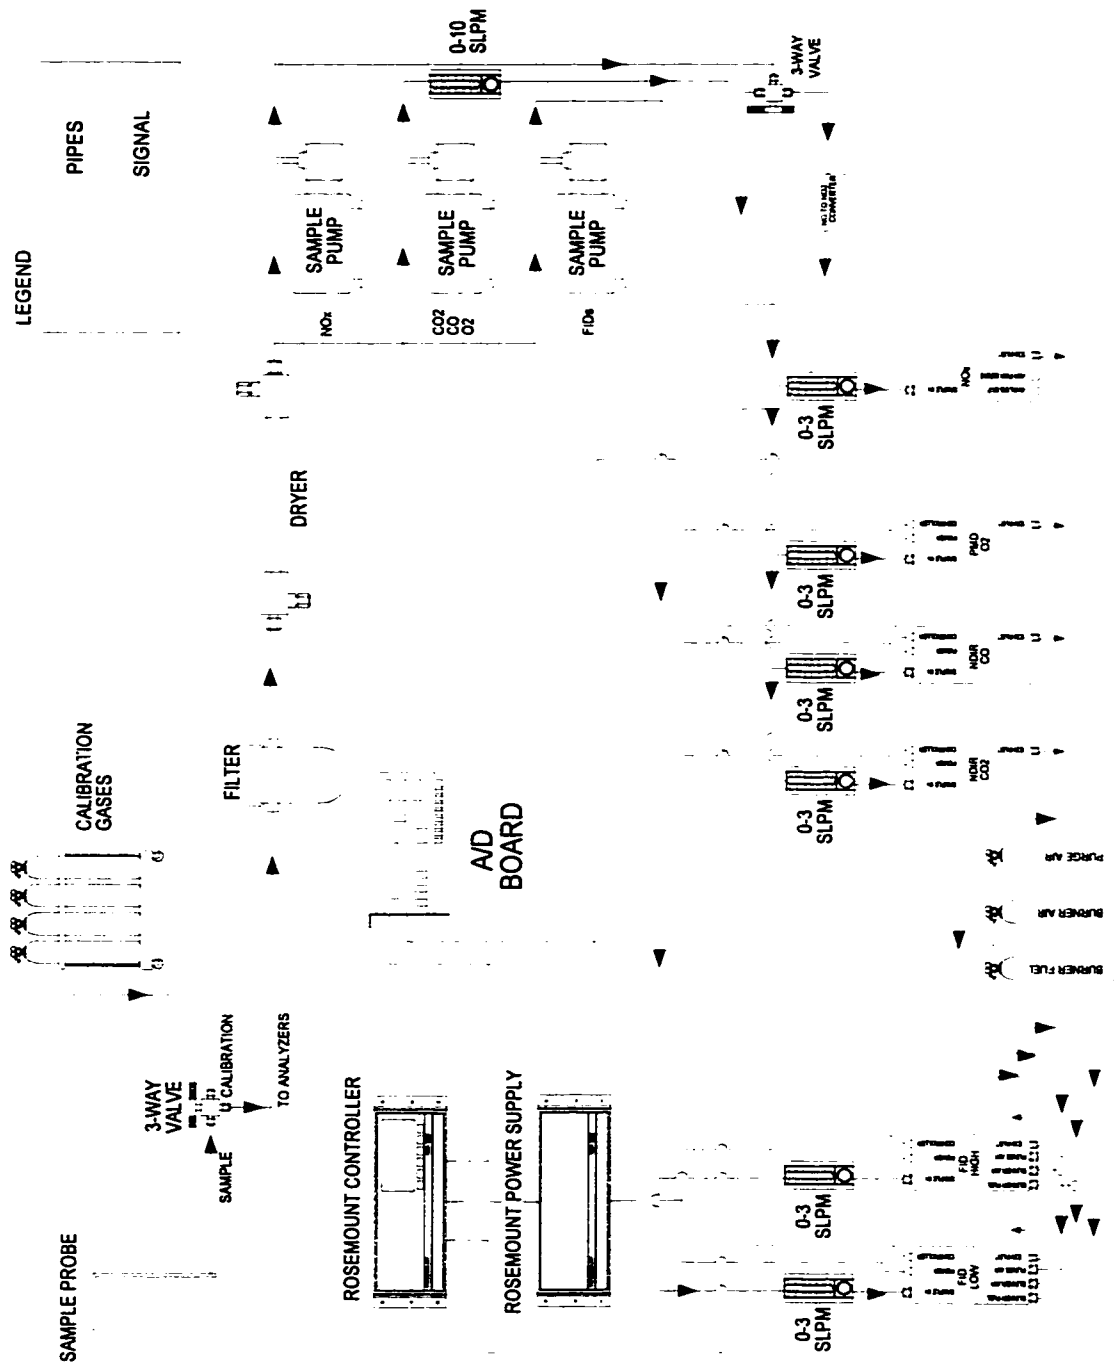 LEGEND
PIPES
SIGNAL
0-10
SLPM
3-WAY
VALVE
SAMPLE
PUMP
SAMPLE
PUMP
SAMPLE
PUMP
NOx
CO2
CO
O2
FIDs
CONVERTER
DRYER
0-3
SLPM
NOx
0-3
SLPM
PMD
O2
0-3
SLPM
NDIR
CO
0-3
SLPM
NDIR
CO2
CALIBRATION
GASES
FILTER
A/D
BOARD
PURGE AIR
BURNER AIR
BURNER FUEL
3-WAY
VALVE
CALIBRATION
SAMPLE
TO ANALYZERS
SAMPLE PROBE
ROSEMOUNT CONTROLLER
ROSEMOUNT POWER SUPPLY
0-3
SLPM
FID
HIGH
0-3
SLPM
FID
LOW